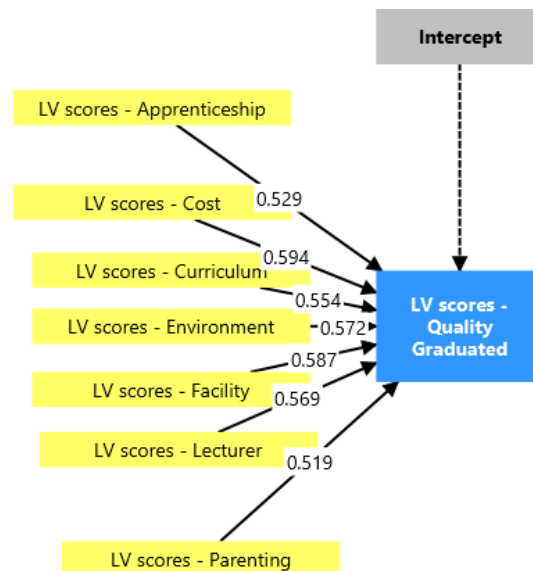 Intercept
LV scores - Apprenticeship
0.529
LV scores - Cost
0.594
LV scores - Curriculum
0.554
LV scores -
Quality
Graduated
LV scores - Environment
0.572
0.587
LV scores - Facility
0.569
LV scores - Lecturer
0.519
LV scores - Parenting